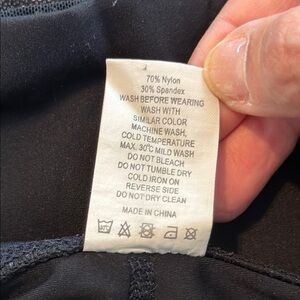 70% Nylon
30% Spandex
WASH BEFORE WEARING
WASH WITH
SIMILAR COLOR
MACHINE WASH,
COLD TEMPERATURE
MAX. 30°C MILD WASH
DO NOT BLEACH
DO NOT TUMBLE DRY
COLD IRON ON
REVERSE SIDE
DO NOT DRY CLEAN
MADE IN CHINA